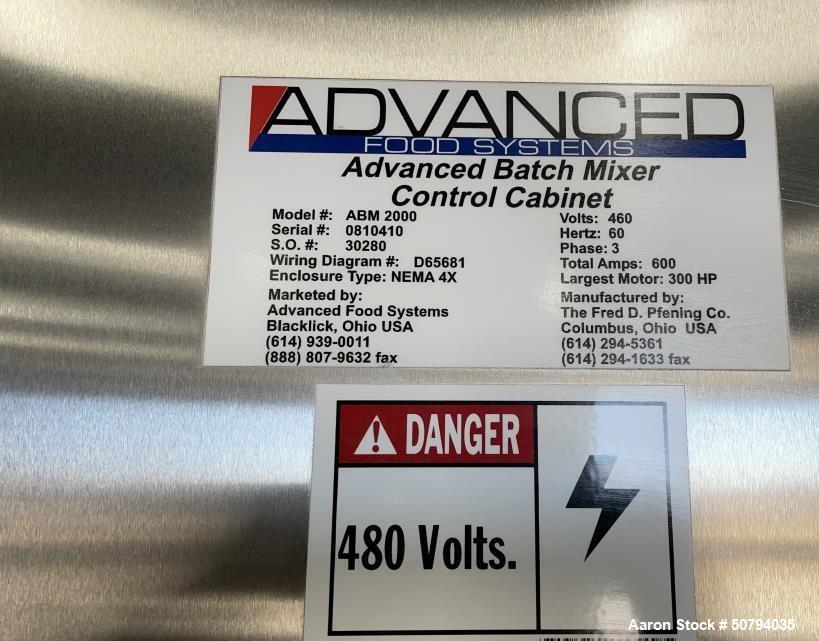 ADVANCED
FOOD SYSTEMS
Advanced Batch Mixer
Control Cabinet
Model #: ABM 2000
Serial #: 0810410
S.O. #: 30280
Wiring Diagram #: D65681
Enclosure Type: NEMA 4X
Marketed by:
Advanced Food Systems
Blacklick, Ohio USA
(614) 939-0011
(888) 807-9632 fax
Volts: 460
Hertz: 60
Phase: 3
Total Amps: 600
Largest Motor: 300 HP
Manufactured by:
The Fred D. Pfening Co.
Columbus, Ohio USA
(614) 294-5361
(614) 294-1633 fax
DANGER
480 Volts.
Aaron Stock # 50794035